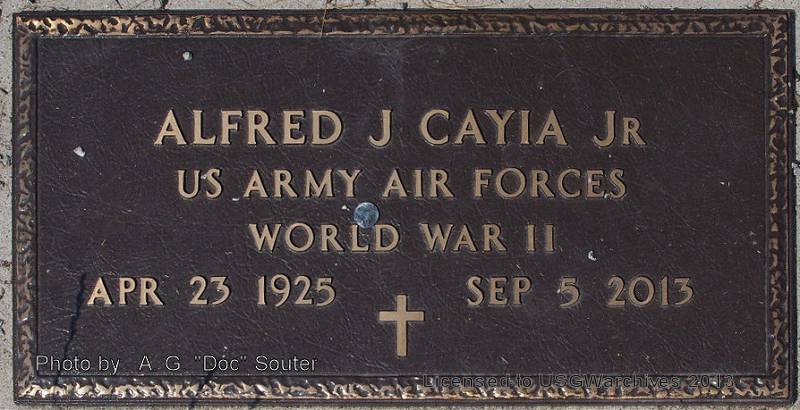 ALFRED J CAYIA JR
US ARMY AIR FORCES
WORLD WAR II
APR 23 1925 SEP 5 2013
Photo by A.G "Doc" Souter
Licensed to USGWarchives 2013